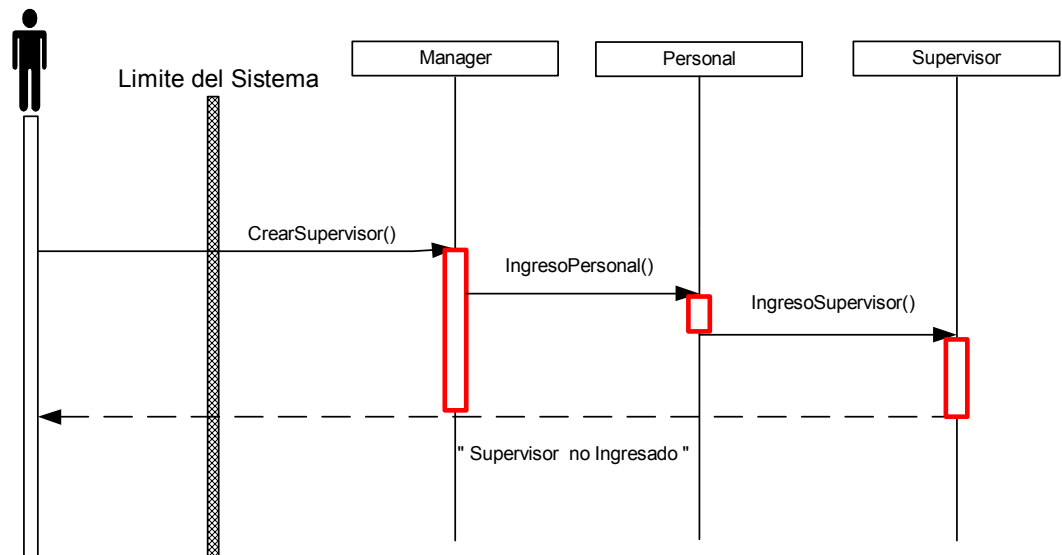 Manager
Personal
Supervisor
Limite del Sistema
CrearSupervisor()
IngresoPersonal()
IngresoSupervisor()
" Supervisor no Ingresado "